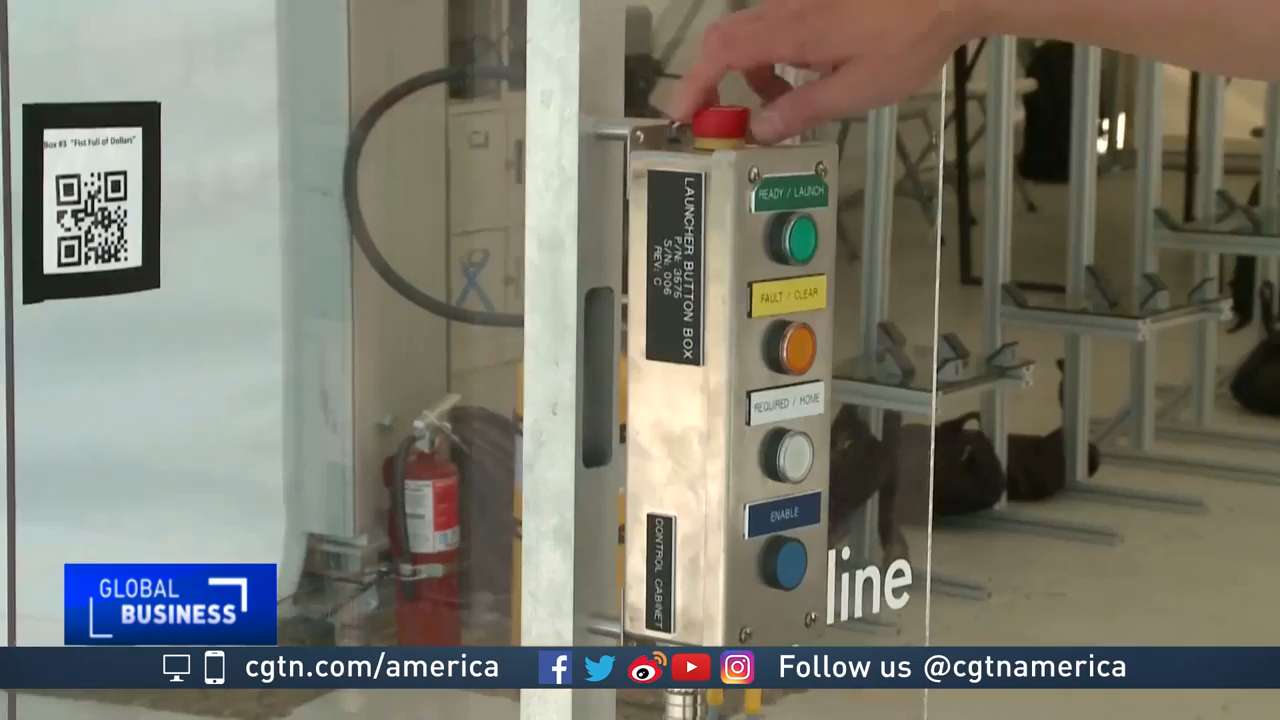 Box #3 "Fist Full of Dollars"
LAUNCHER BUTTON BOX
P/N: 3575
S/N: 006
REV: C
READY / LAUNCH
FAULT / CLEAR
REQUIRED / HOME
ENABLE
CONTROL CABINET
line
GLOBAL
BUSINESS
cgtn.com/america
Follow us @cgtnamerica